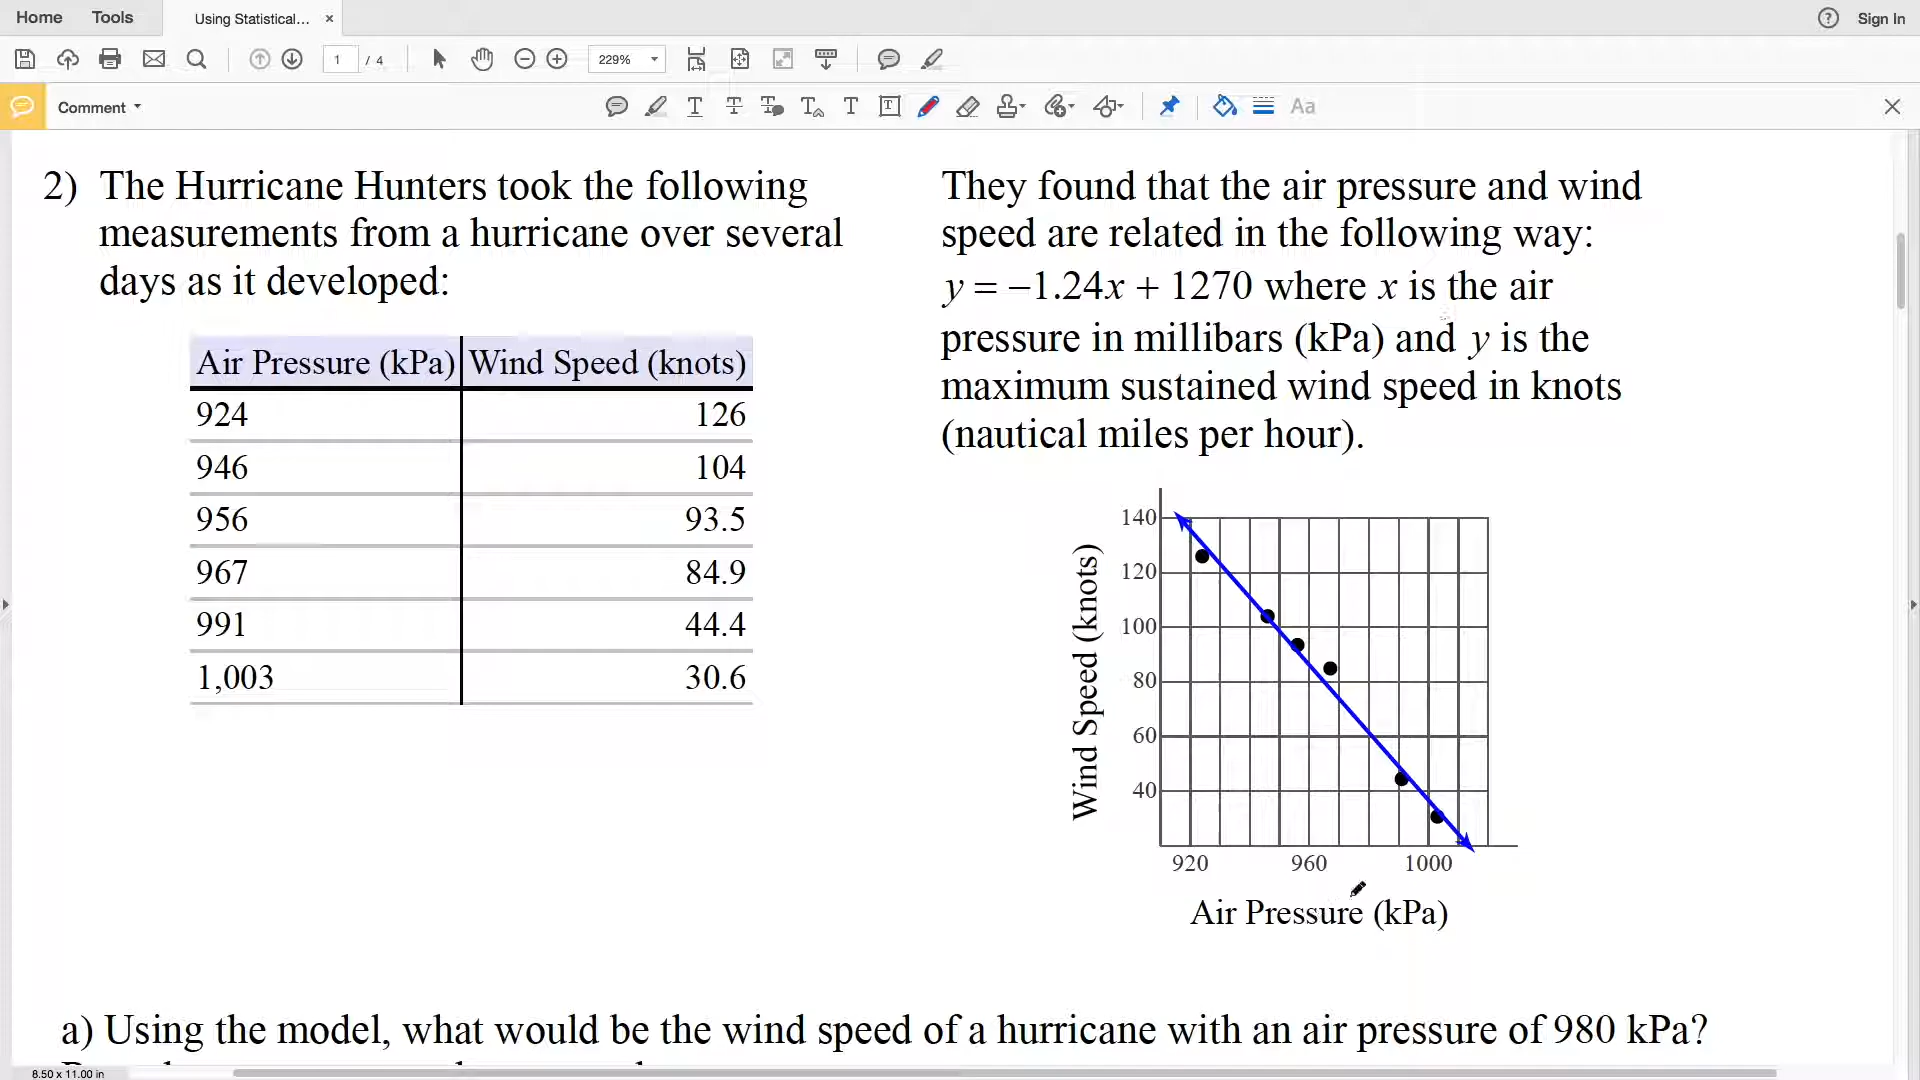 Home Tools Using Statistical... × ? Sign In
1 / 4 229%
Comment T T T T T T Aa
2) The Hurricane Hunters took the following
measurements from a hurricane over several
days as it developed:
Air Pressure (kPa) Wind Speed (knots)
924 126
946 104
956 93.5
967 84.9
991 44.4
1,003 30.6
They found that the air pressure and wind
speed are related in the following way:
y = −1.24x + 1270 where x is the air
pressure in millibars (kPa) and y is the
maximum sustained wind speed in knots
(nautical miles per hour).
Wind Speed (knots)
140
120
100
80
60
40
920 960 1000
Air Pressure (kPa)
a) Using the model, what would be the wind speed of a hurricane with an air pressure of 980 kPa?
8.50 x 11.00 in